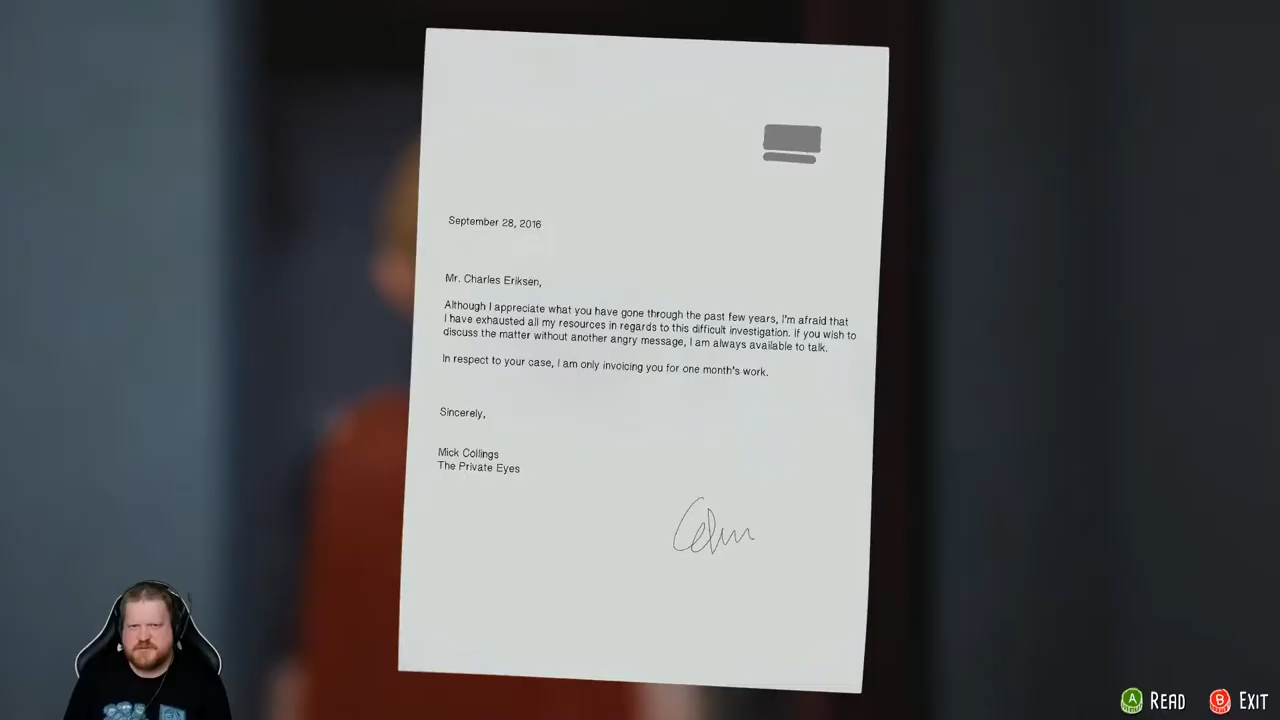 September 28, 2016
Mr. Charles Eriksen,
Although I appreciate what you have gone through the past few years, I'm afraid that
I have exhausted all my resources in regards to this difficult investigation. If you wish to
discuss the matter without another angry message, I am always available to talk.
In respect to your case, I am only invoicing you for one month's work.
Sincerely,
Mick Collings
The Private Eyes
A READ B EXIT